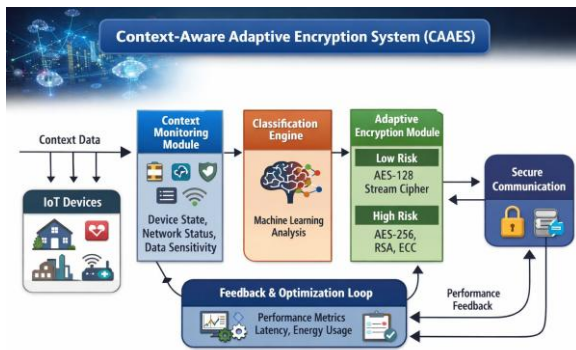 Context-Aware Adaptive Encryption System (CAAES)
Context Data
IoT Devices
Context
Monitoring
Module
Device State,
Network Status,
Data Sensitivity
Classification
Engine
Machine Learning
Analysis
Adaptive
Encryption Module
Low Risk
AES-128
Stream Cipher
High Risk
AES-256,
RSA, ECC
Secure
Communication
Feedback & Optimization Loop
Performance Metrics
Latency, Energy Usage
Performance
Feedback